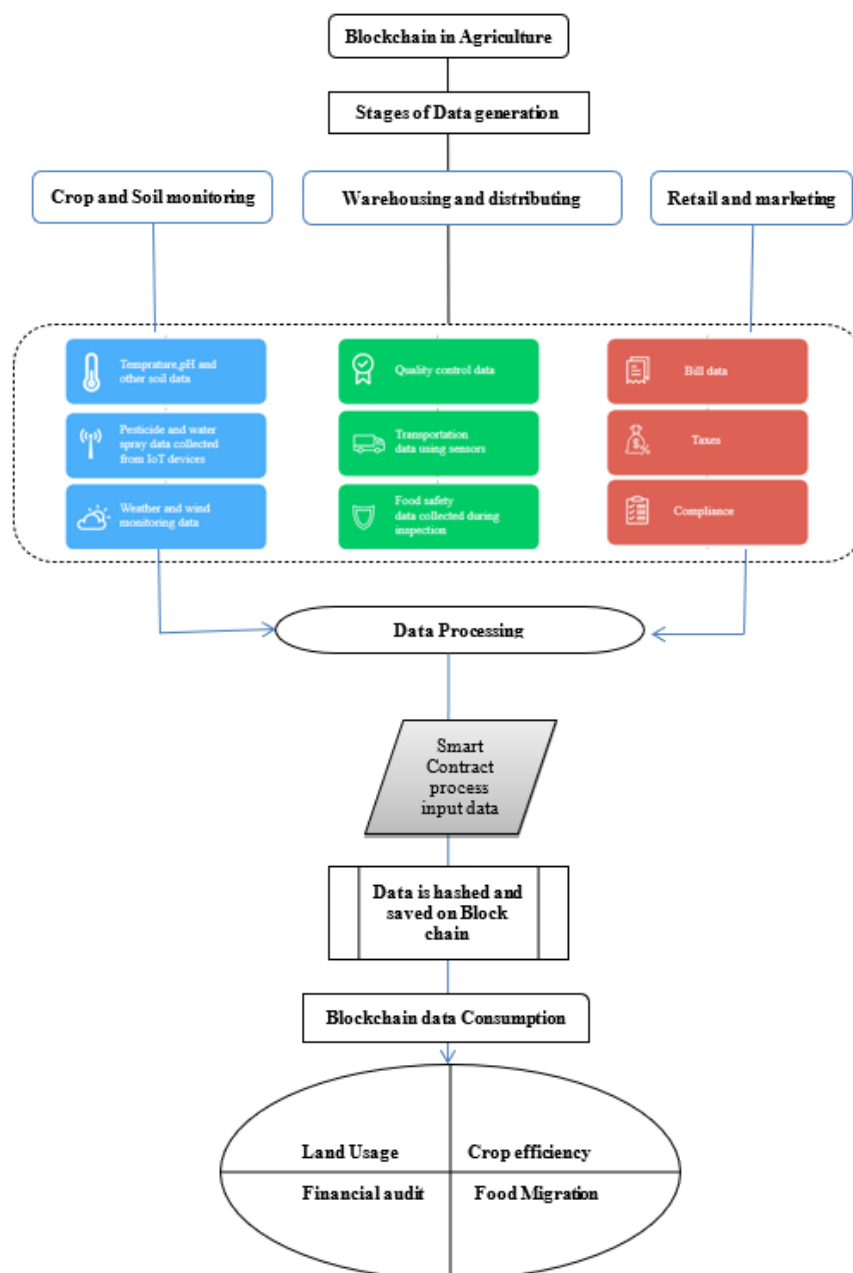 Blockchain in Agriculture
Stages of Data generation
Crop and Soil monitoring
Warehousing and distributing
Retail and marketing
Temprature,pH and
other soil data
Pesticide and water
spray data collected
from IoT devices
Weather and wind
monitoring data
Quality control data
Transportation
data using sensors
Food safety
data collected during
inspection
Bill data
Taxes
Compliance
Data Processing
Smart
Contract
process
input data
Data is hashed and
saved on Block
chain
Blockchain data Consumption
Land Usage
Crop efficiency
Financial audit
Food Migration